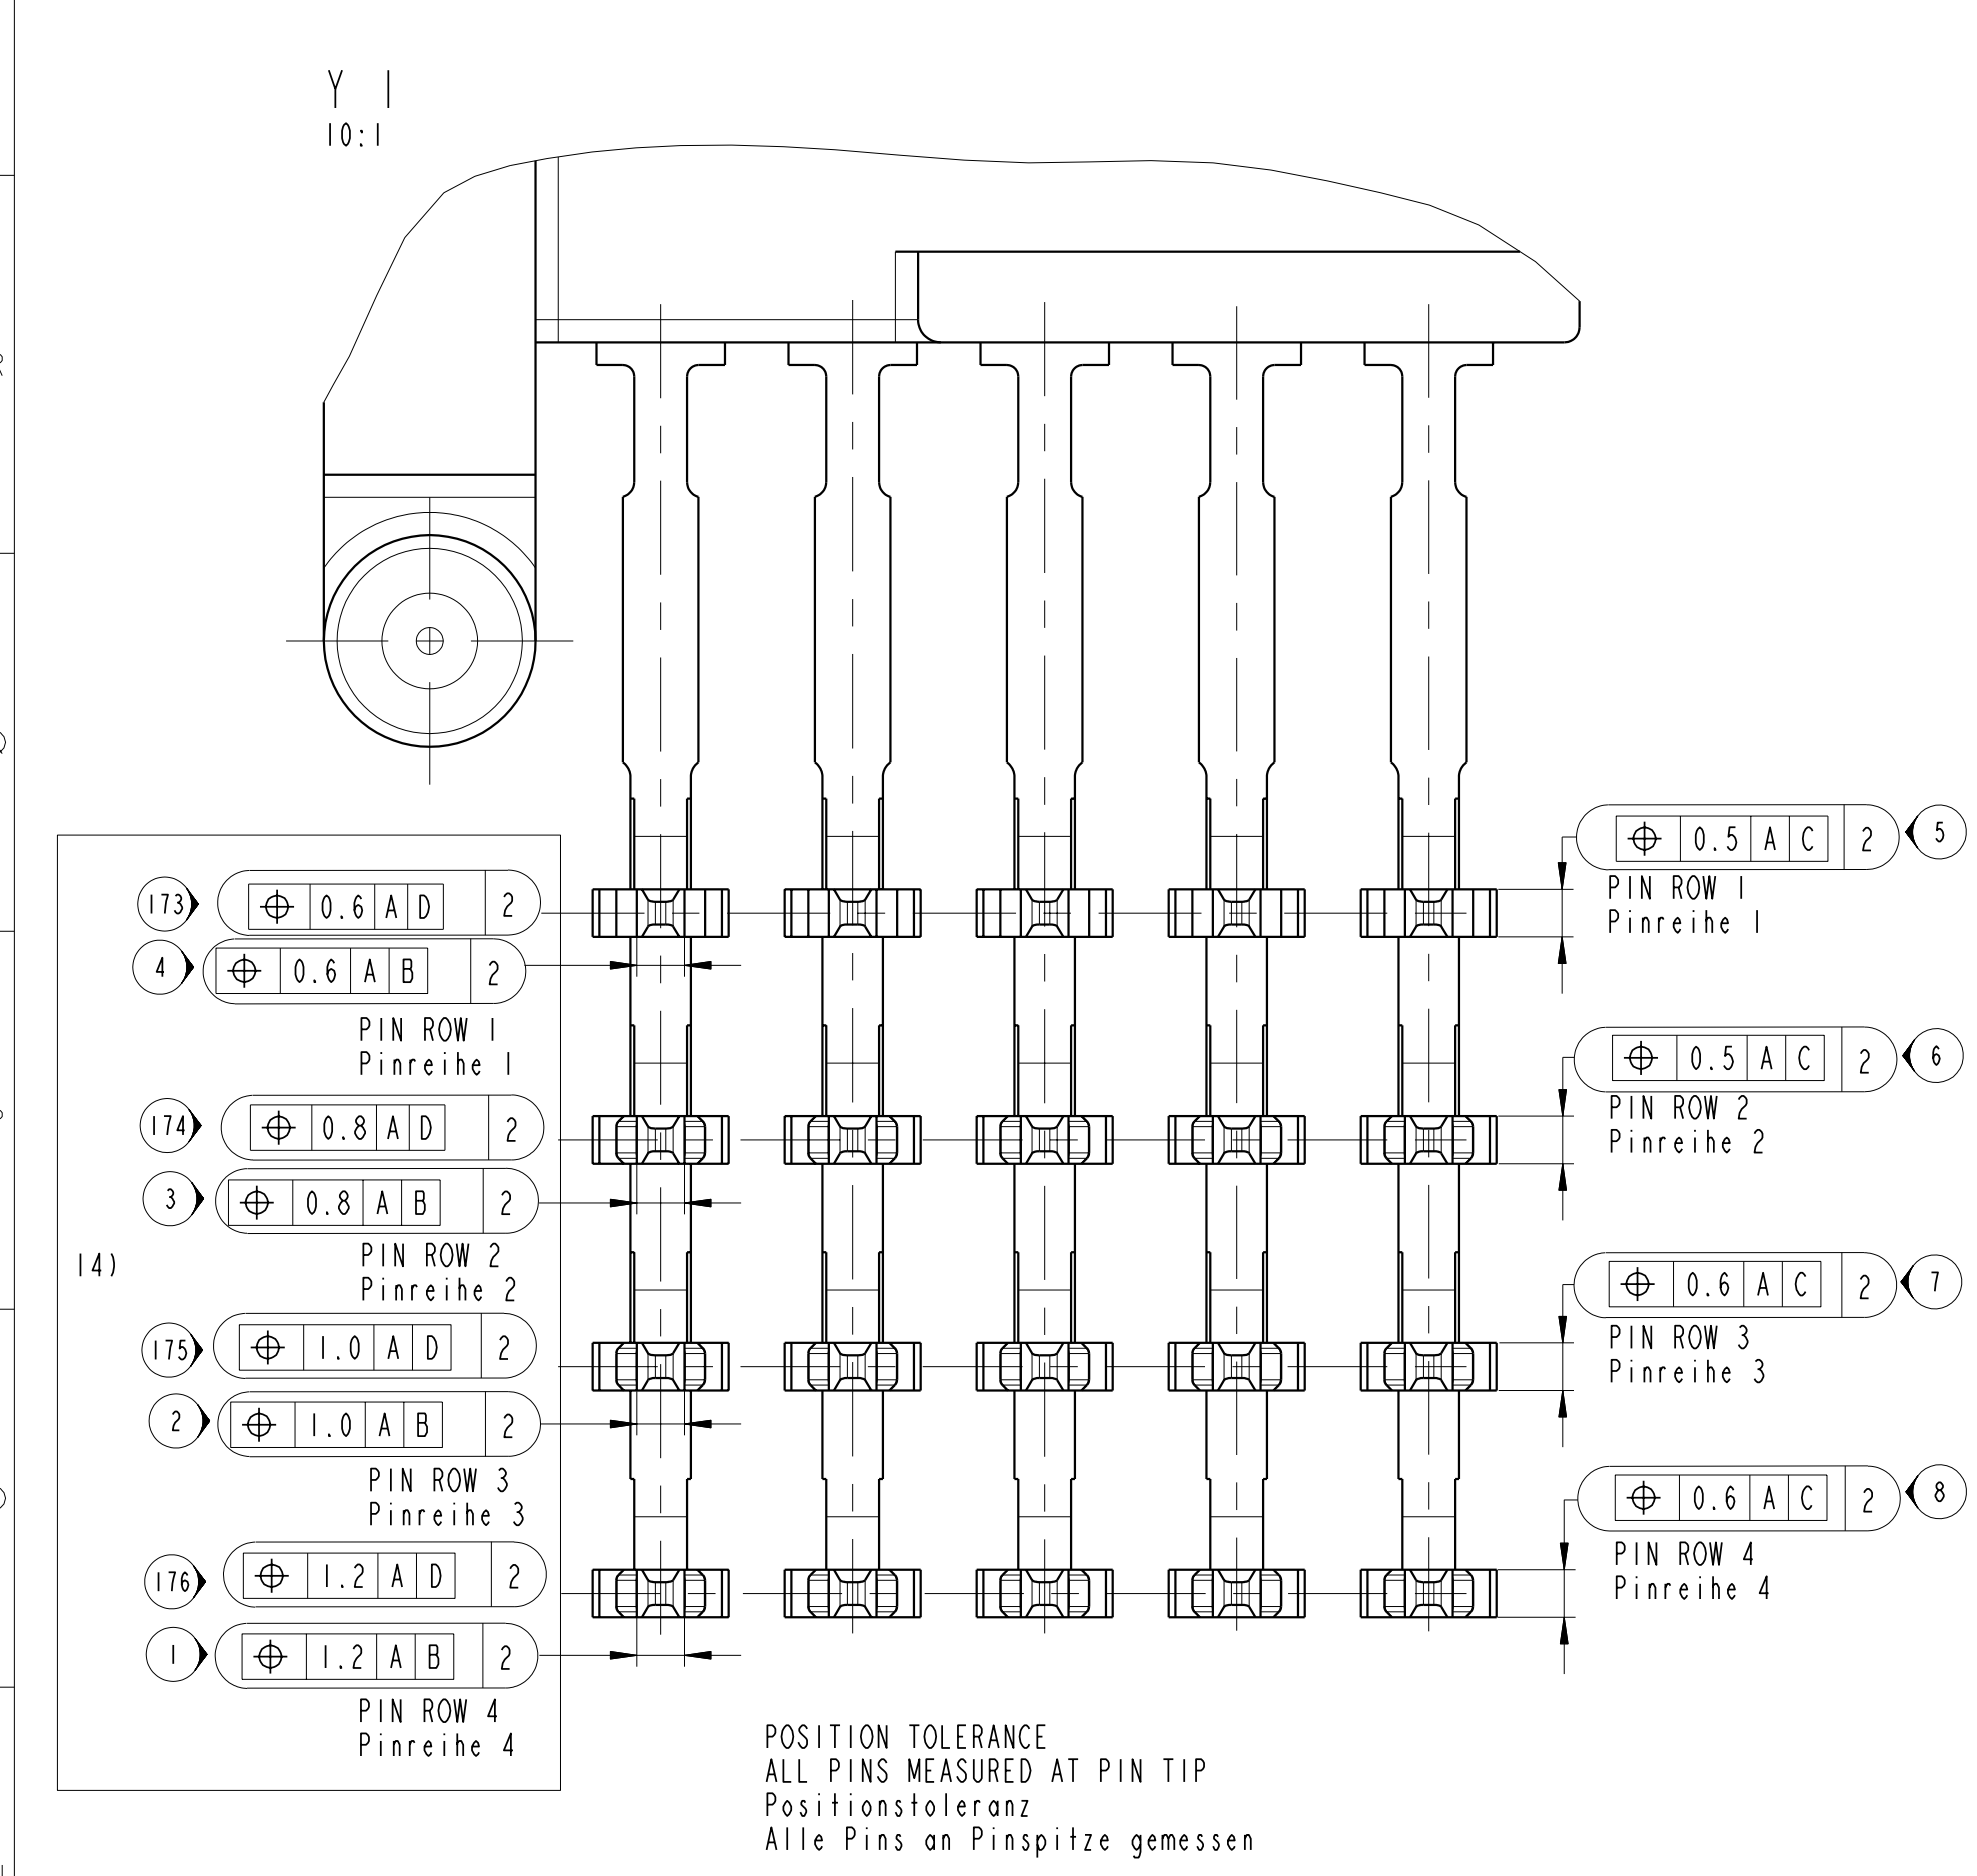 Y 1
10:1
173 ⌖ 0.6 A D 2
4 ⌖ 0.6 A B 2
PIN ROW 1
Pinreihe 1
174 ⌖ 0.8 A D 2
3 ⌖ 0.8 A B 2
PIN ROW 2
Pinreihe 2
14)
175 ⌖ 1.0 A D 2
2 ⌖ 1.0 A B 2
PIN ROW 3
Pinreihe 3
176 ⌖ 1.2 A D 2
1 ⌖ 1.2 A B 2
PIN ROW 4
Pinreihe 4
⌖ 0.5 A C 2 5
PIN ROW 1
Pinreihe 1
⌖ 0.5 A C 2 6
PIN ROW 2
Pinreihe 2
⌖ 0.6 A C 2 7
PIN ROW 3
Pinreihe 3
⌖ 0.6 A C 2 8
PIN ROW 4
Pinreihe 4
POSITION TOLERANCE
ALL PINS MEASURED AT PIN TIP
Positionstoleranz
Alle Pins an Pinspitze gemessen